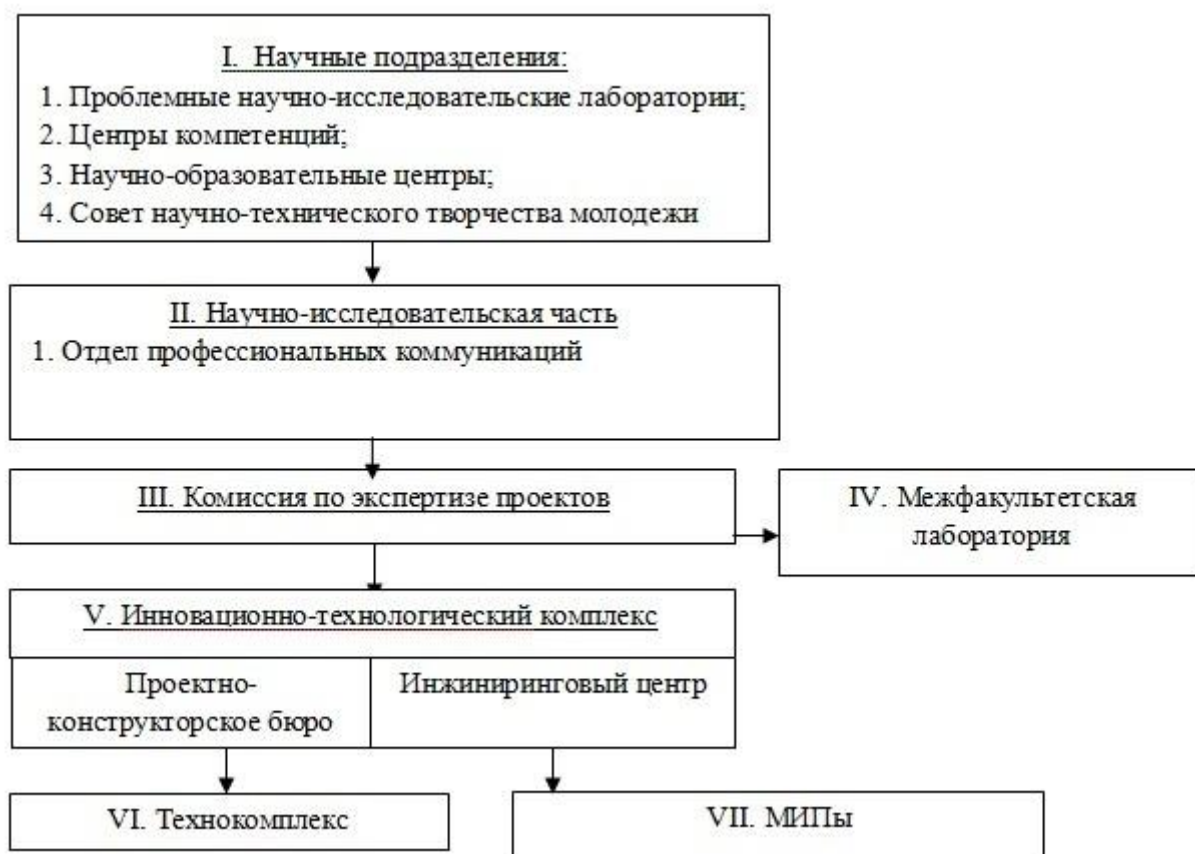 I. Научные подразделения:
1. Проблемные научно-исследовательские лаборатории;
2. Центры компетенций;
3. Научно-образовательные центры;
4. Совет научно-технического творчества молодежи
II. Научно-исследовательская часть
1. Отдел профессиональных коммуникаций
III. Комиссия по экспертизе проектов
IV. Межфакультетская
лаборатория
V. Инновационно-технологический комплекс
Проектно-
конструкторское бюро
Инжиниринговый центр
VI. Технокомплекс
VII. МИПы